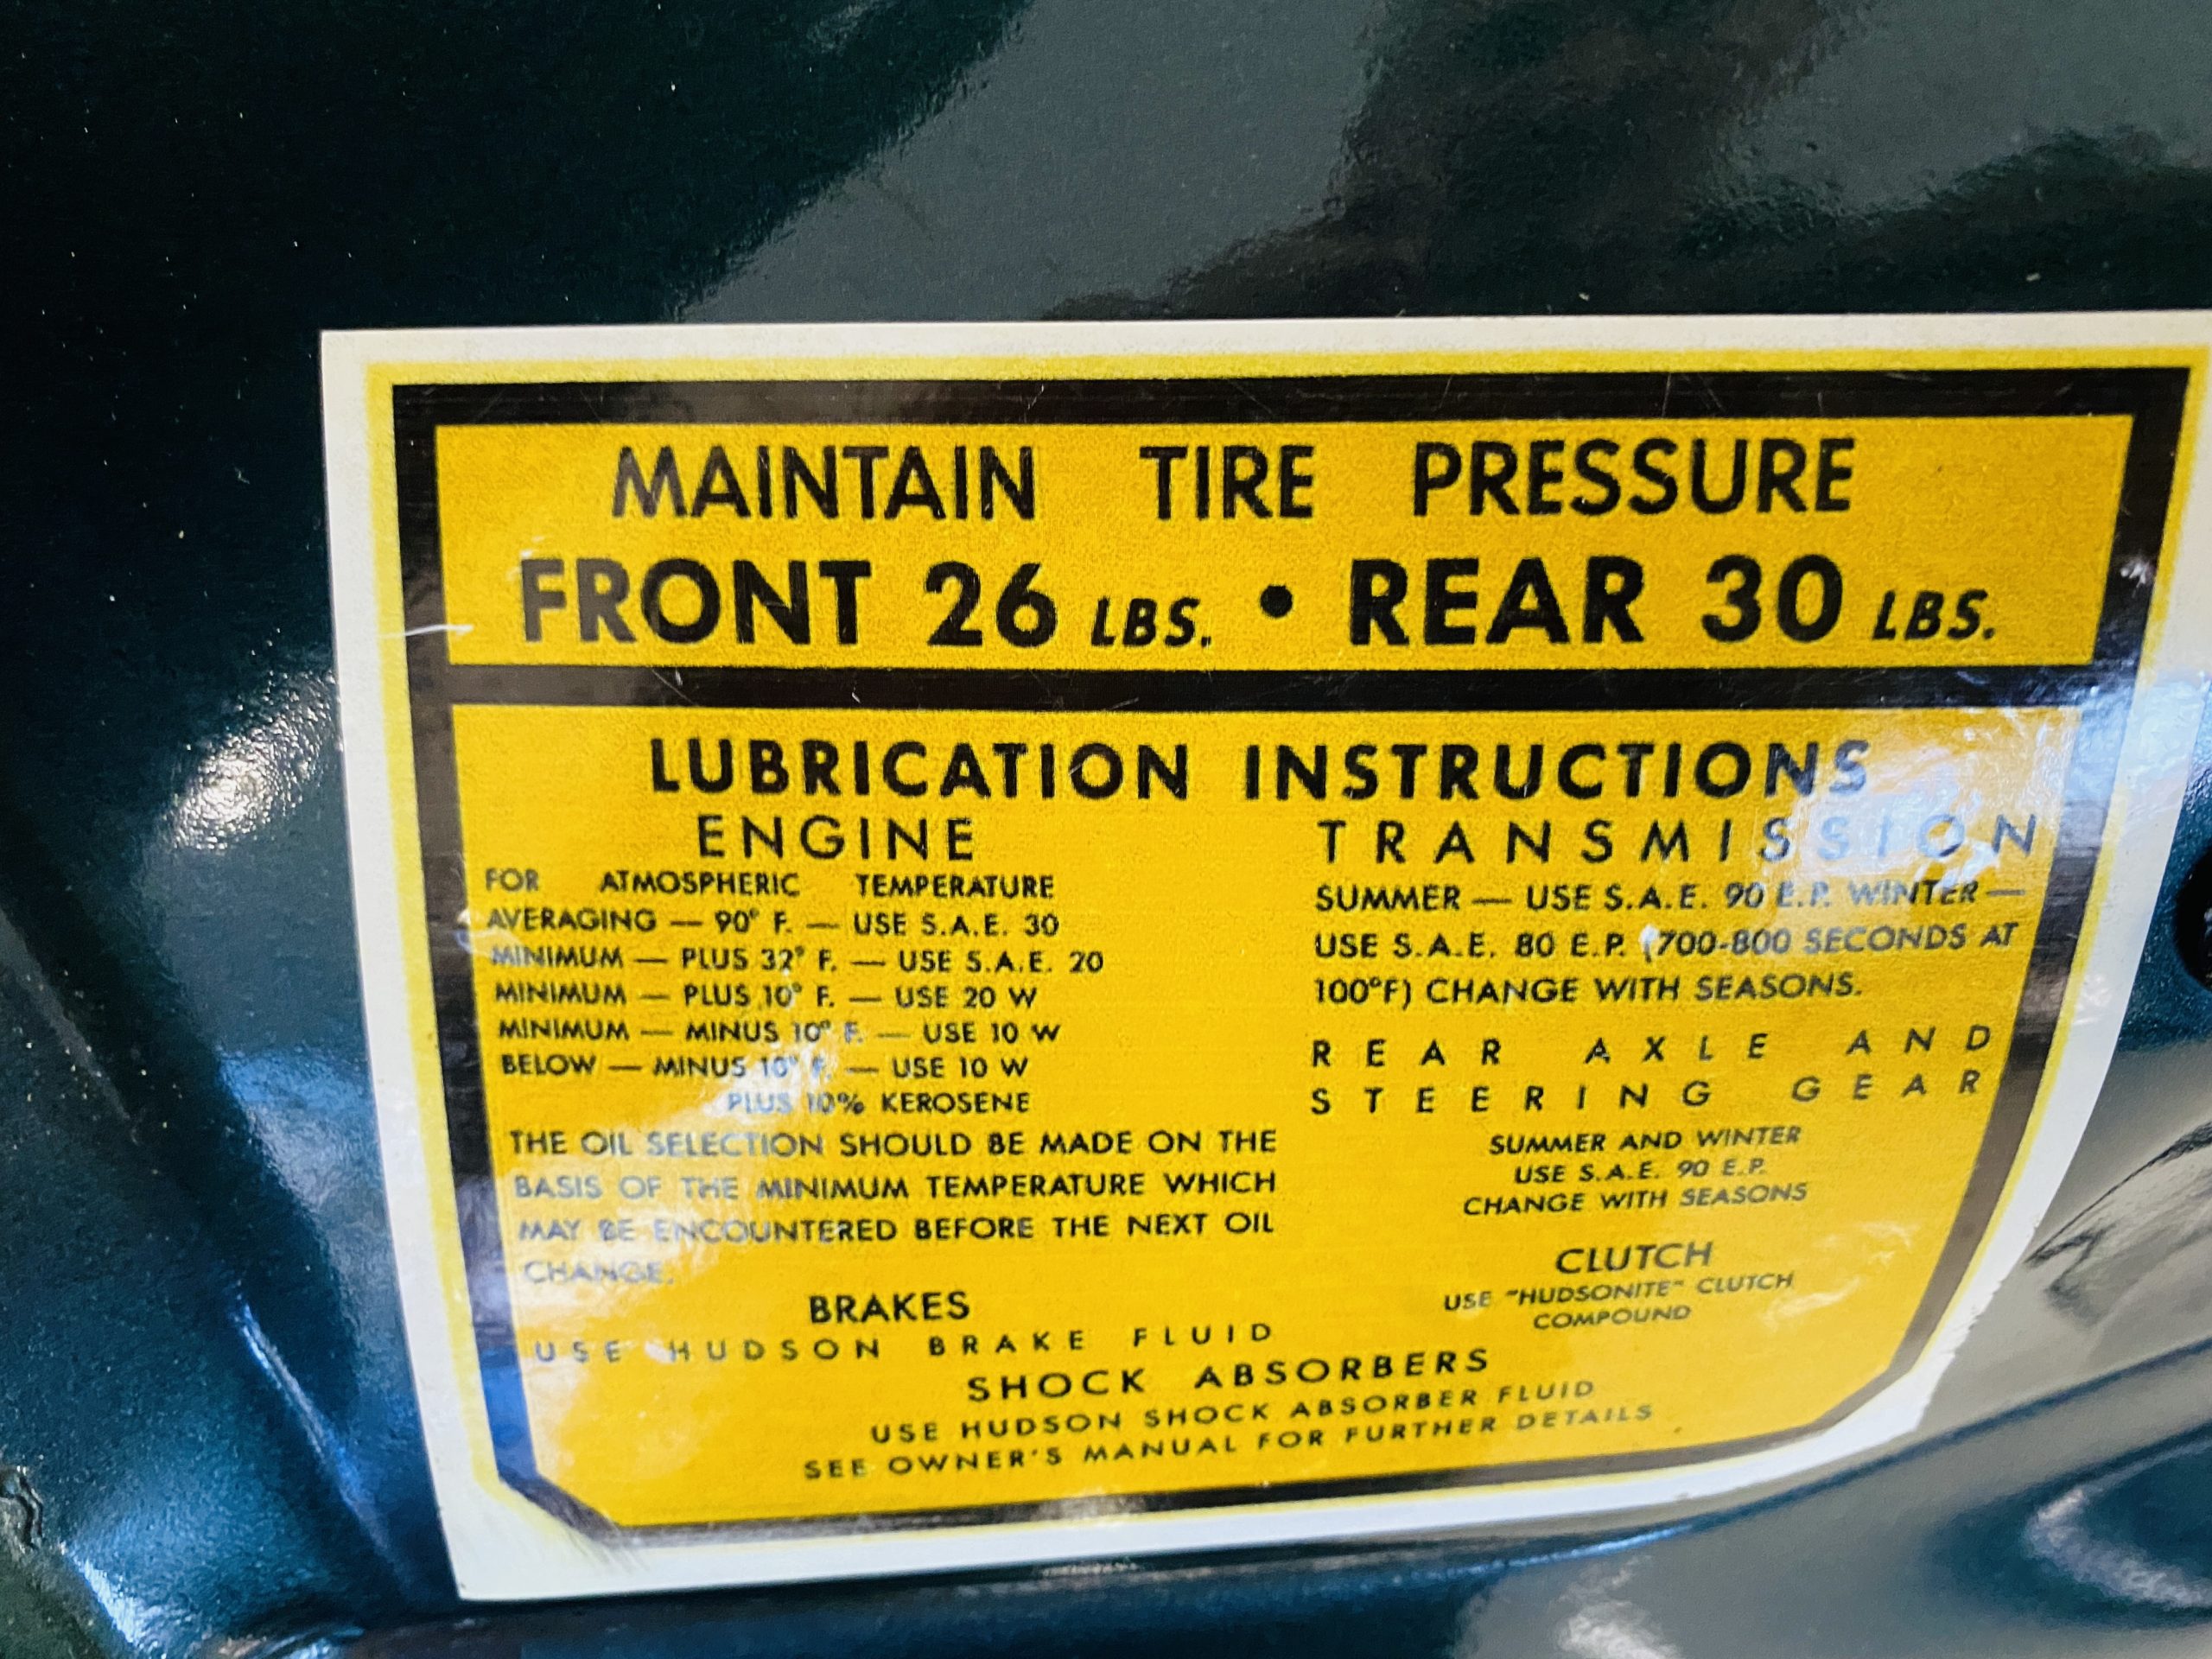 MAINTAIN TIRE PRESSURE
FRONT 26 LBS. • REAR 30 LBS.
LUBRICATION INSTRUCTIONS
ENGINE
FOR ATMOSPHERIC TEMPERATURE
AVERAGING — 90° F. — USE S.A.E. 30
MINIMUM — PLUS 32° F. — USE S.A.E. 20
MINIMUM — PLUS 10° F. — USE 20 W
MINIMUM — MINUS 10° F. — USE 10 W
BELOW — MINUS 10° F. — USE 10 W
PLUS 10% KEROSENE
THE OIL SELECTION SHOULD BE MADE ON THE
BASIS OF THE MINIMUM TEMPERATURE WHICH
MAY BE ENCOUNTERED BEFORE THE NEXT OIL
CHANGE.
BRAKES
USE HUDSON BRAKE FLUID
TRANSMISSION
SUMMER — USE S.A.E. 90 E.P. WINTER —
USE S.A.E. 80 E.P. (700-800 SECONDS AT
100°F) CHANGE WITH SEASONS.
REAR AXLE AND
STEERING GEAR
SUMMER AND WINTER
USE S.A.E. 90 E.P.
CHANGE WITH SEASONS
CLUTCH
USE "HUDSONITE" CLUTCH
COMPOUND
SHOCK ABSORBERS
USE HUDSON SHOCK ABSORBER FLUID
SEE OWNER'S MANUAL FOR FURTHER DETAILS